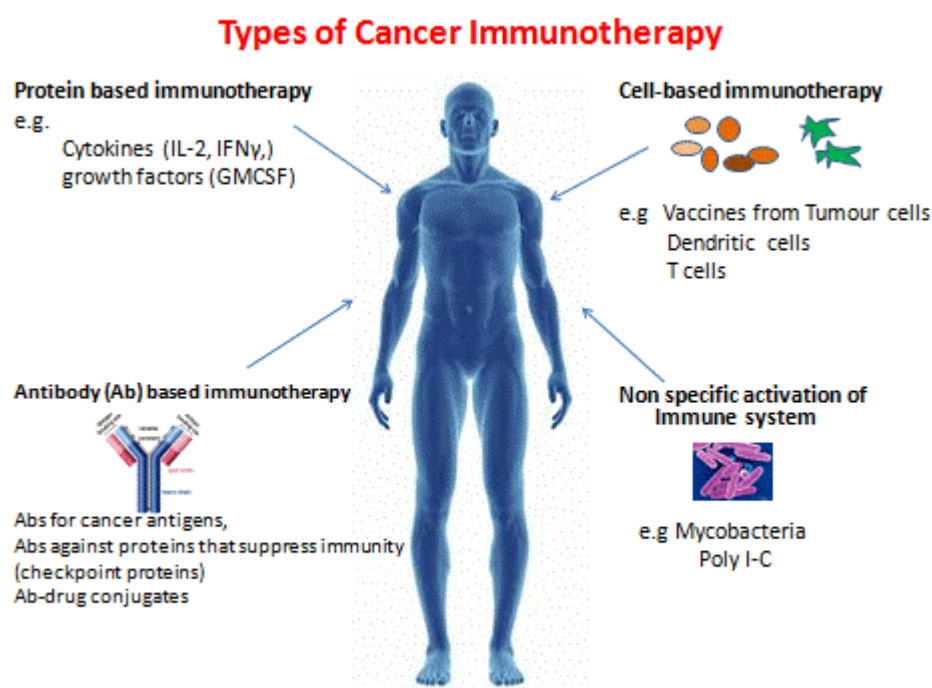 Types of Cancer Immunotherapy
Protein based immunotherapy
e.g.
Cytokines (IL-2, IFNγ,)
growth factors (GMCSF)
Cell-based immunotherapy
e.g Vaccines from Tumour cells
Dendritic cells
T cells
Antibody (Ab) based immunotherapy
Abs for cancer antigens,
Abs against proteins that suppress immunity
(checkpoint proteins)
Ab-drug conjugates
Non specific activation of
Immune system
e.g Mycobacteria
Poly I-C